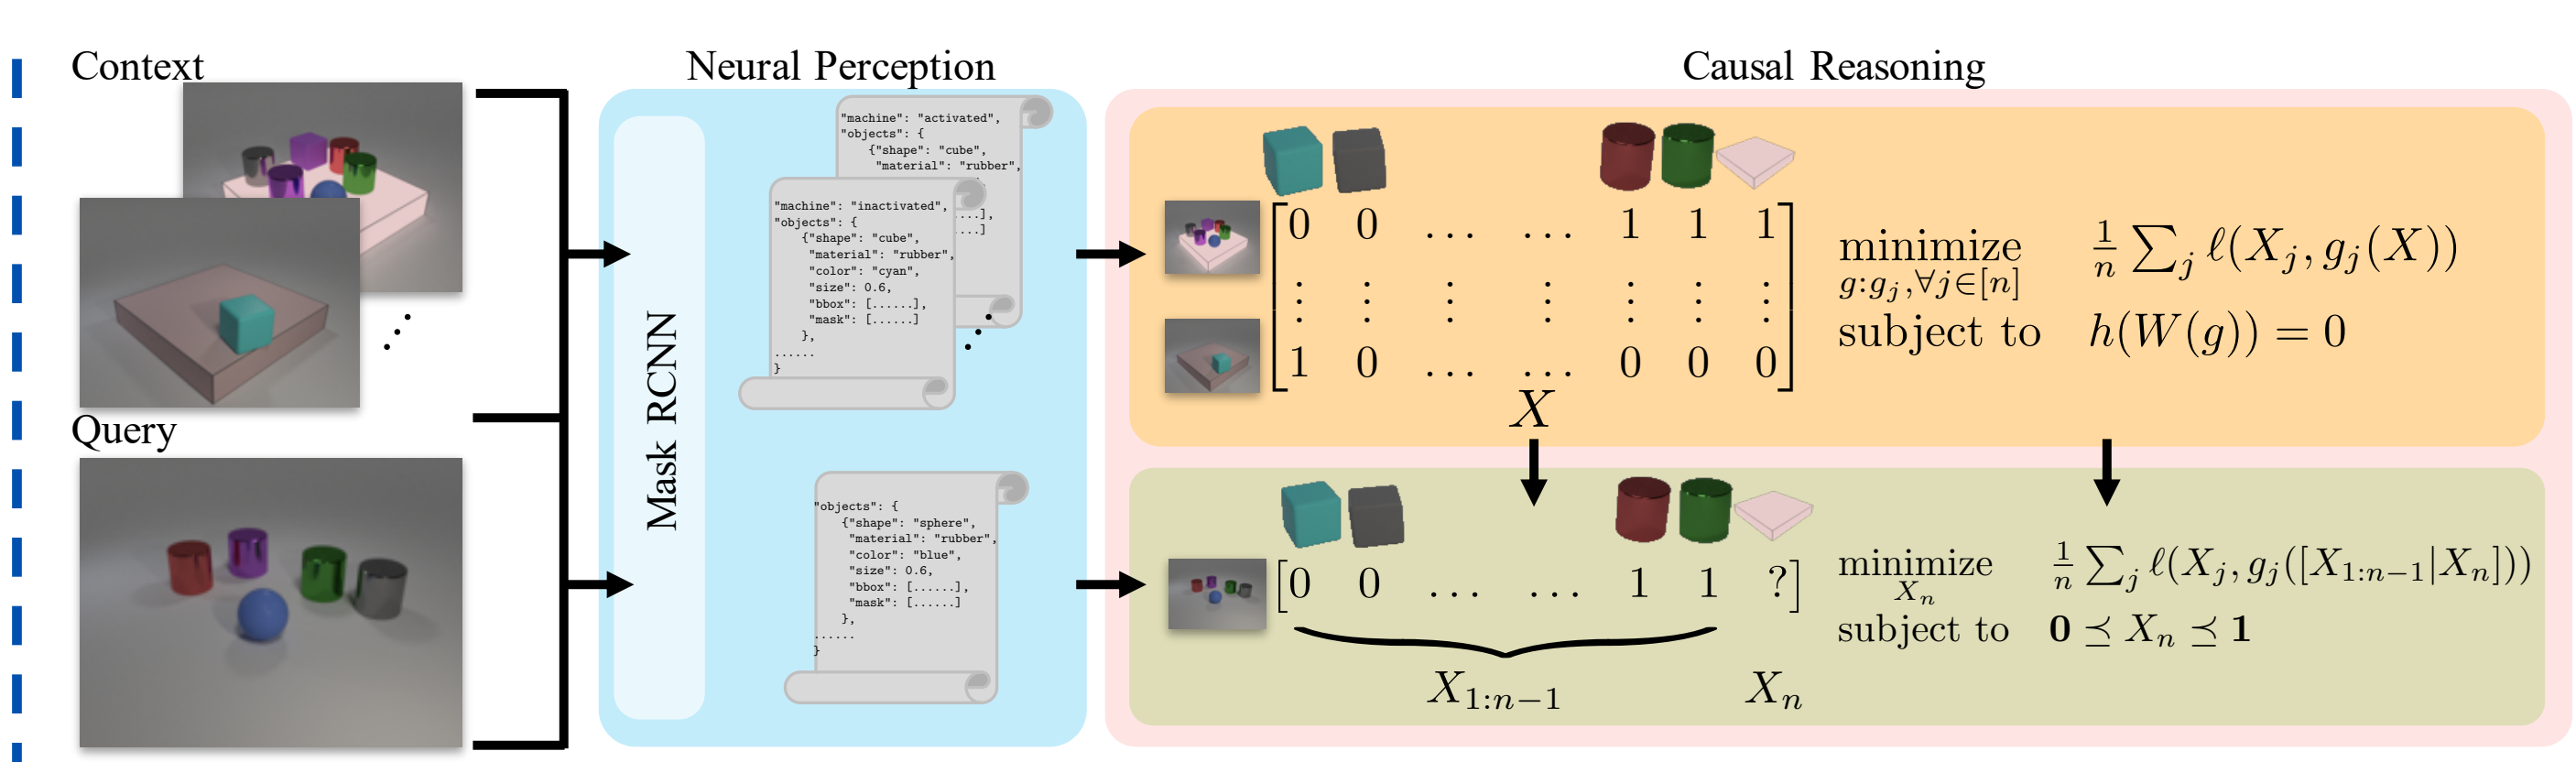 Context
Query
Neural Perception
Mask RCNN
"machine": "activated",
"objects": {
{"shape": "cube",
"material": "rubber",
....],
....]
"machine": "inactivated",
"objects": {
{"shape": "cube",
"material": "rubber",
"color": "cyan",
"size": 0.6,
"bbox": [......],
"mask": [......]
},
......
}
"objects": {
{"shape": "sphere",
"material": "rubber",
"color": "blue",
"size": 0.6,
"bbox": [......],
"mask": [......]
},
......
}
Causal Reasoning
[0 0 ... ... 1 1 1]
⋮ ⋮ ⋮ ⋮ ⋮ ⋮ ⋮
1 0 ... ... 0 0 0
X
minimize 1/n ∑_j ℓ(X_j, g_j(X))
g:g_j,∀j∈[n]
subject to h(W(g)) = 0
[0 0 ... ... 1 1 ?]
X_{1:n−1} X_n
minimize 1/n ∑_j ℓ(X_j, g_j([X_{1:n−1}|X_n]))
X_n
subject to 0 ⪯ X_n ⪯ 1